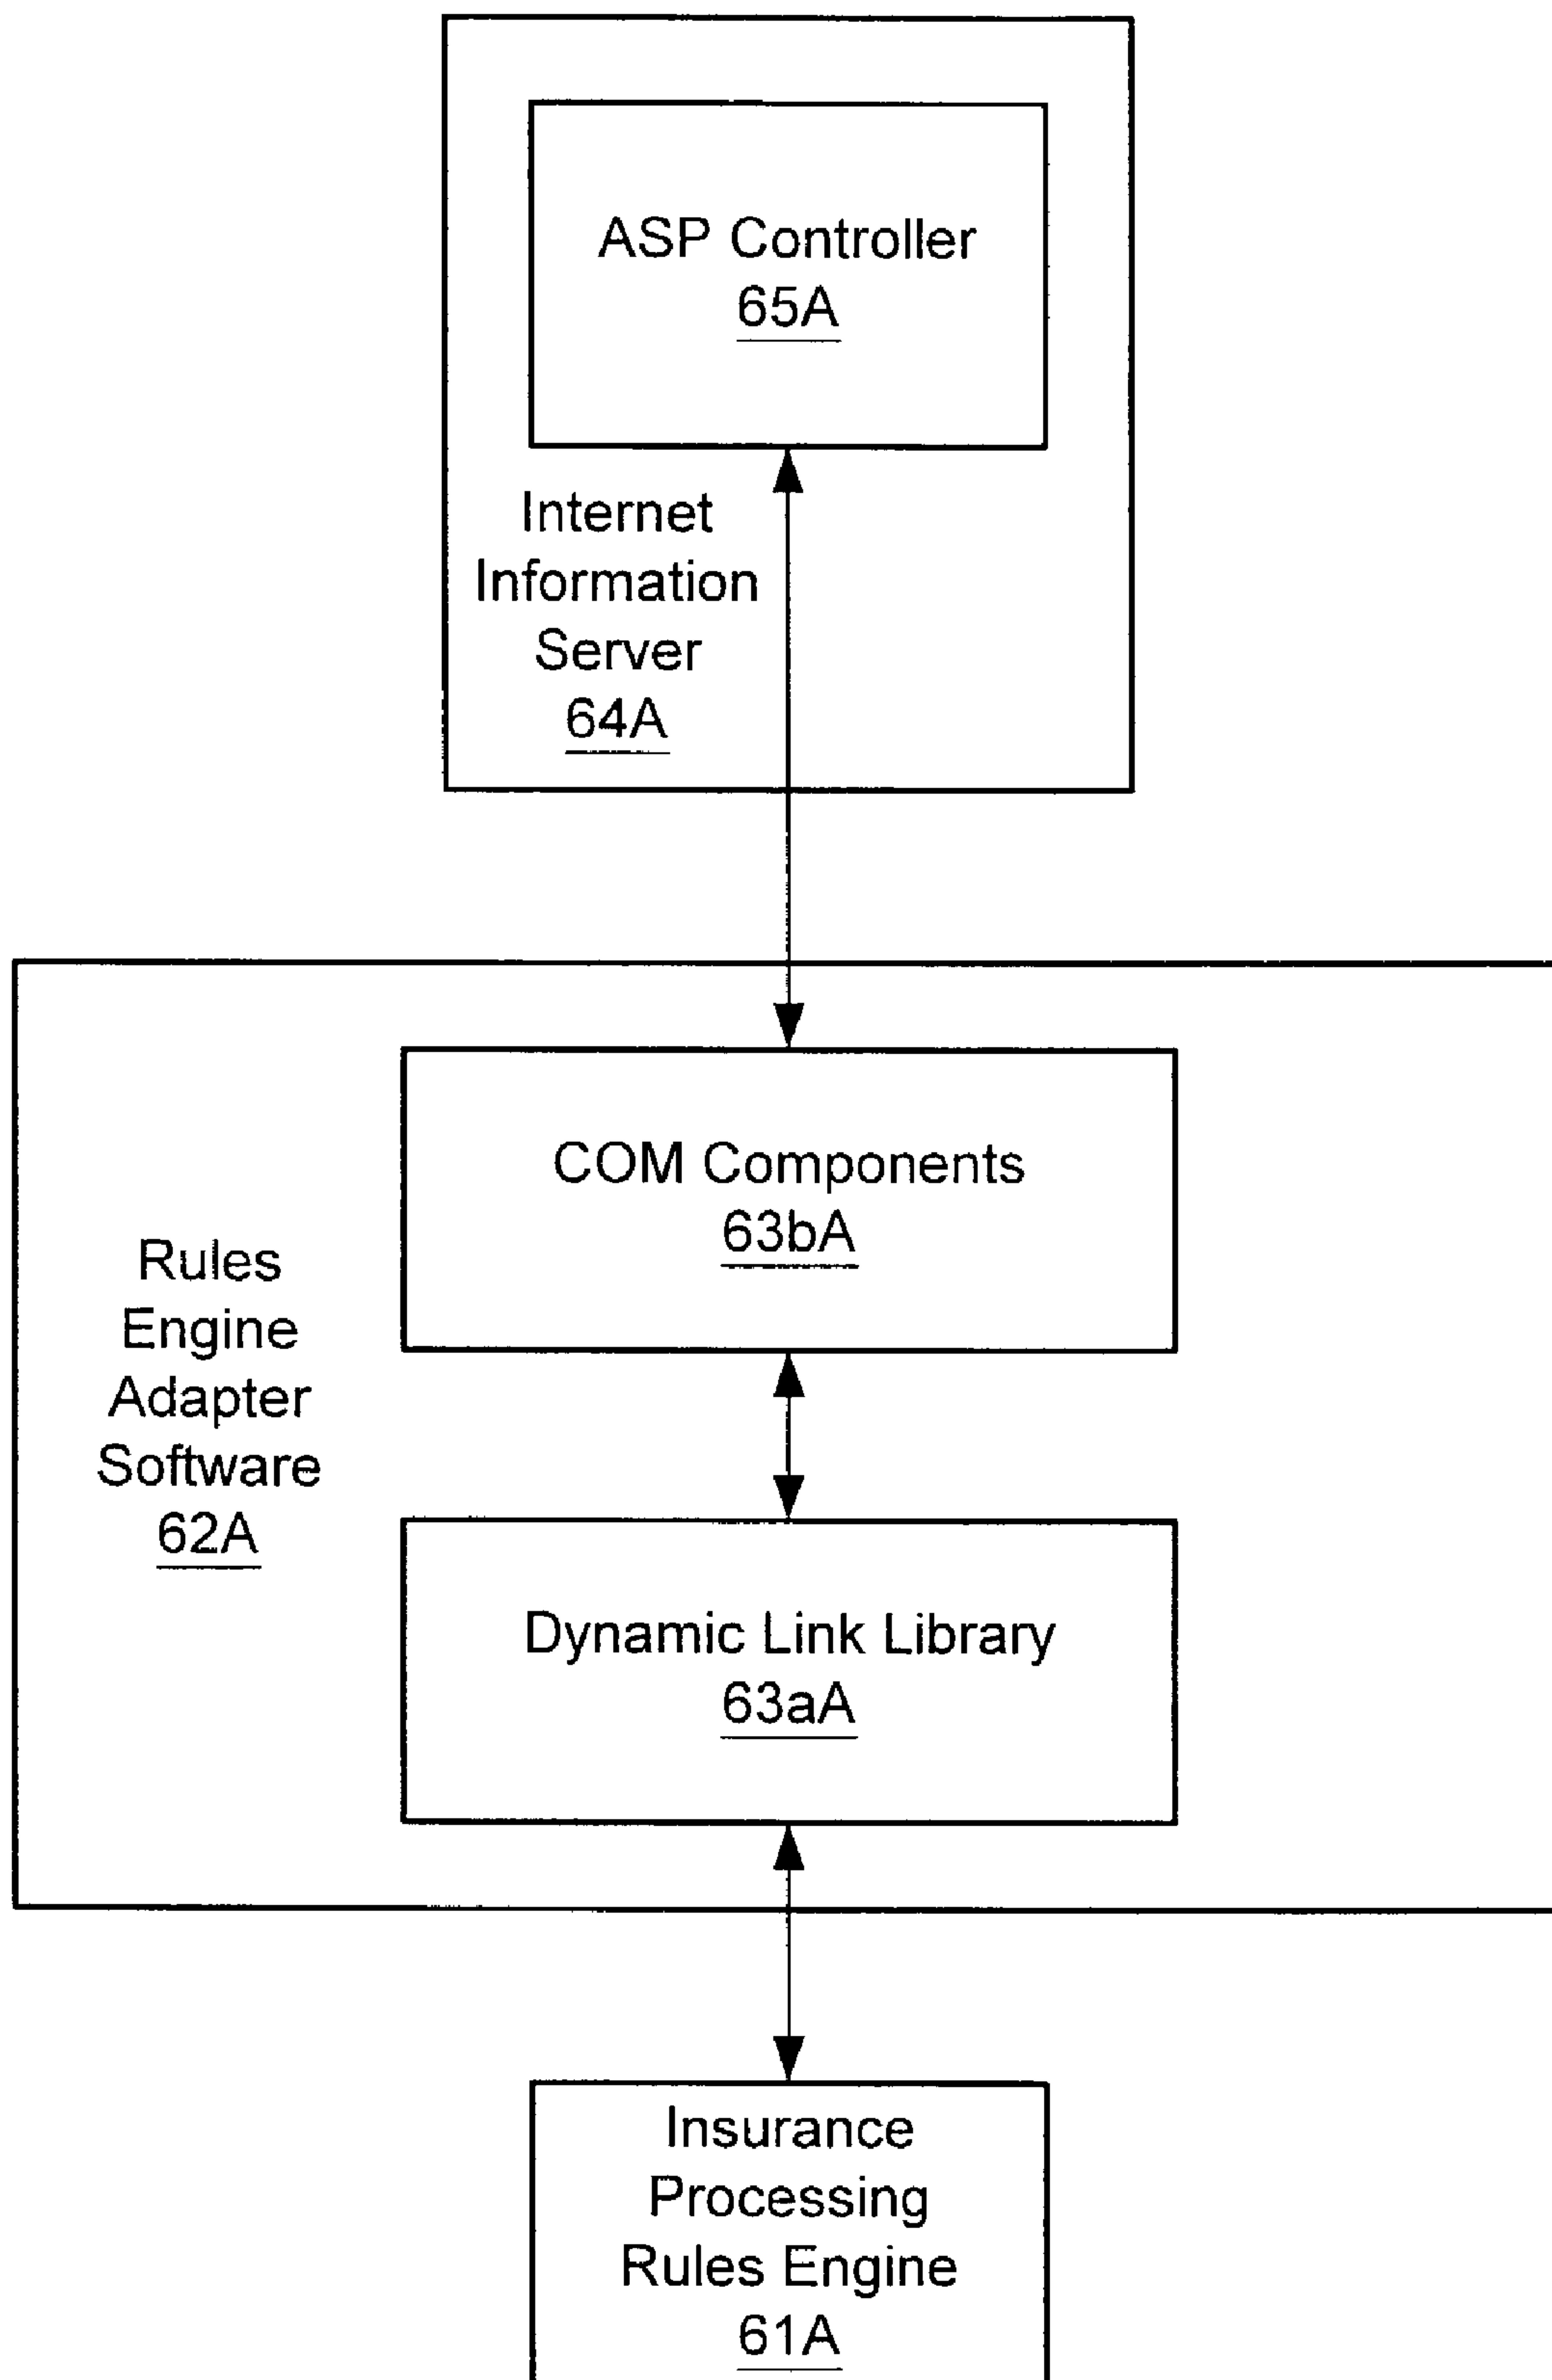 ASP Controller
65A
Internet
Information
Server
64A
COM Components
63bA
Rules
Engine
Adapter
Software
62A
Dynamic Link Library
63aA
Insurance
Processing
Rules Engine
61A